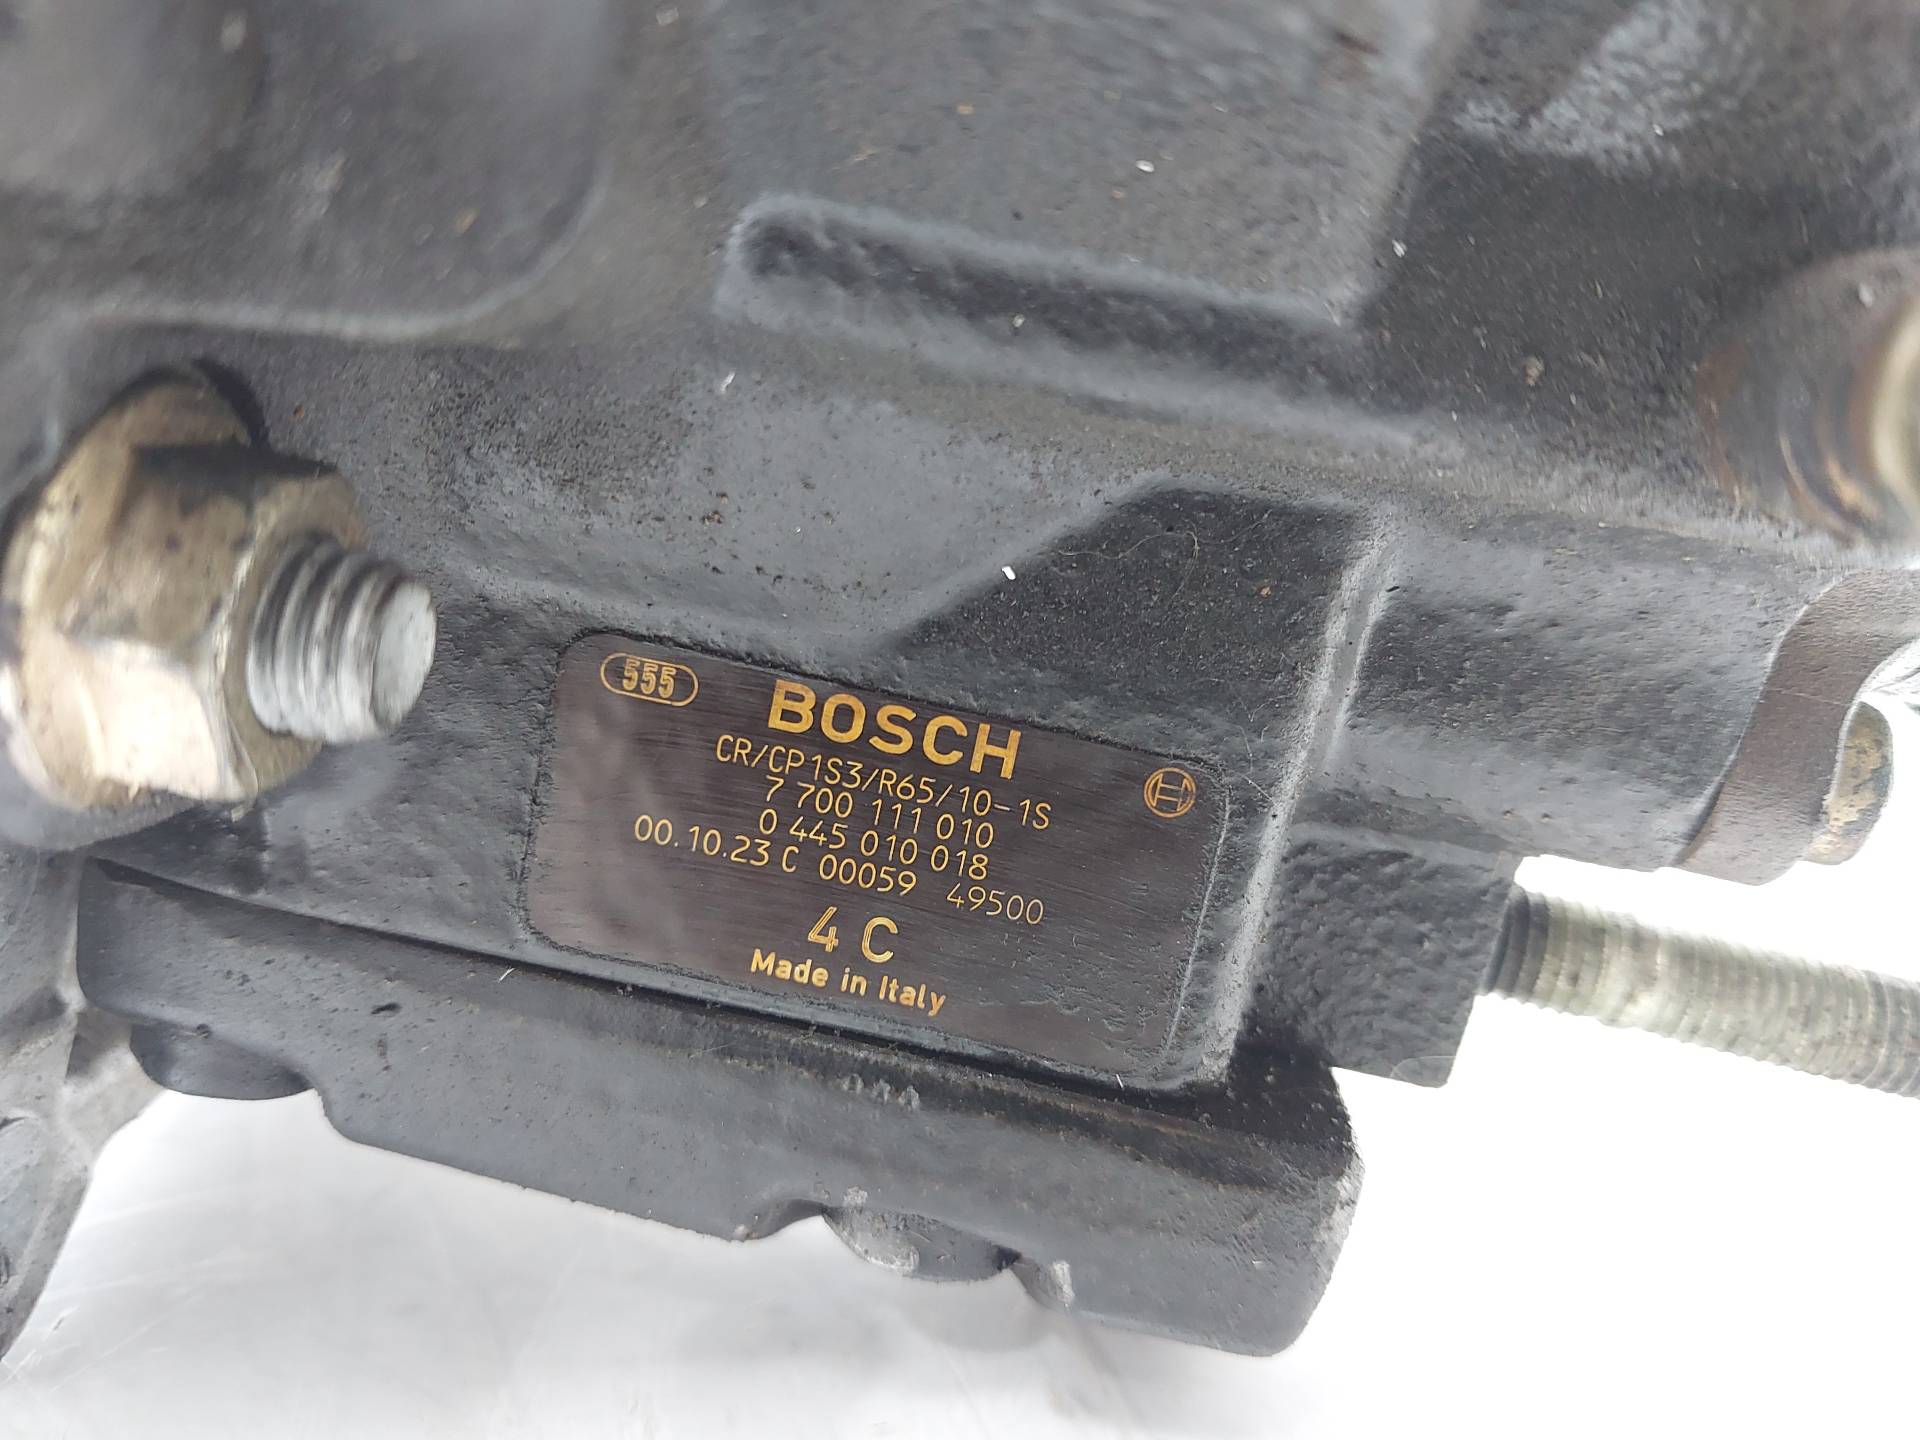 555
BOSCH
CR/CP1S3/R65/10-1S
7 700 111 010
0 445 010 018
00.10.23 C 00059 49500
4 C
Made in Italy